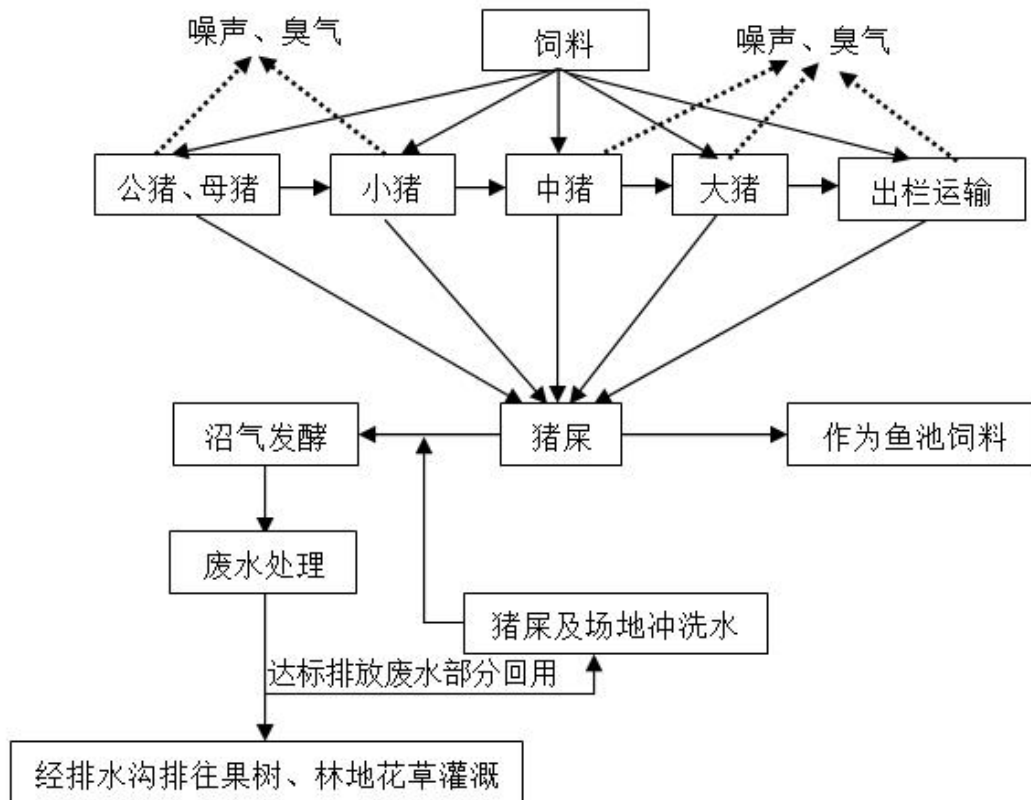 噪声、臭气
饲料
噪声、臭气
公猪、母猪
小猪
中猪
大猪
出栏运输
沼气发酵
猪屎
作为鱼池饲料
废水处理
猪屎及场地冲洗水
达标排放废水部分回用
经排水沟排往果树、林地花草灌溉